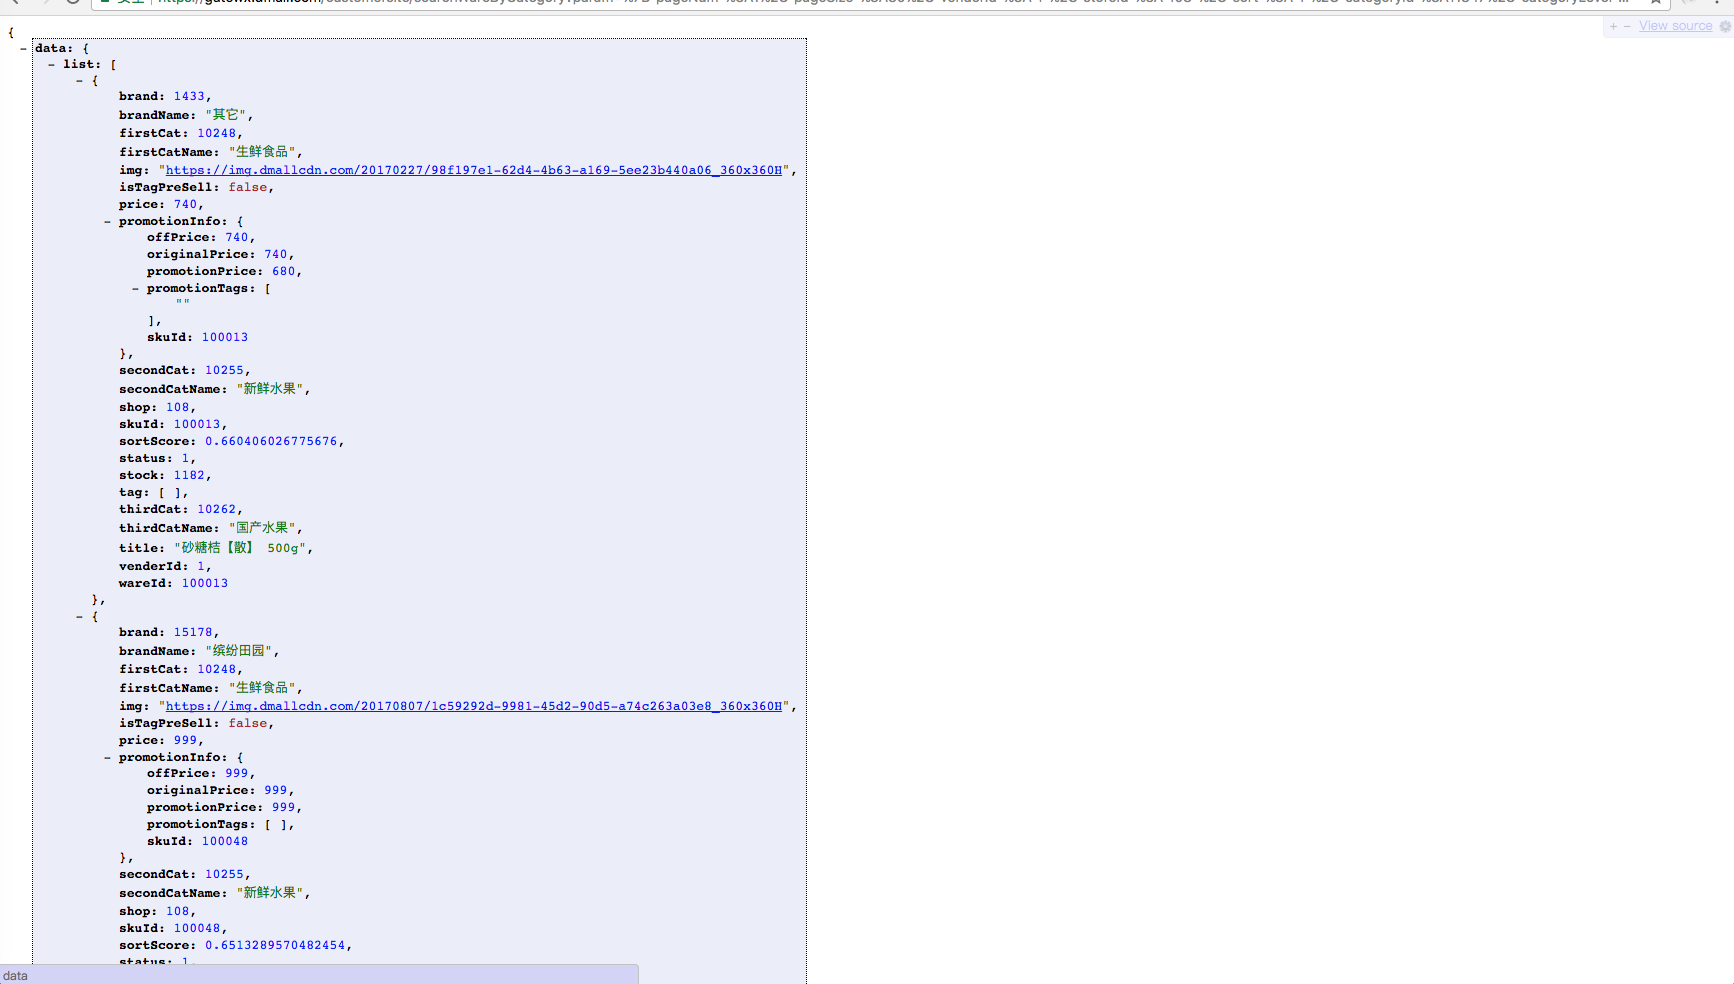 {
+ − View source
− data: {
− list: [
− {
brand: 1433,
brandName: "其它",
firstCat: 10248,
firstCatName: "生鲜食品",
img: "https://img.dmallcdn.com/20170227/98f197e1-62d4-4b63-a169-5ee23b440a06_360x360H",
isTagPreSell: false,
price: 740,
− promotionInfo: {
offPrice: 740,
originalPrice: 740,
promotionPrice: 680,
− promotionTags: [
""
],
skuId: 100013
},
secondCat: 10255,
secondCatName: "新鲜水果",
shop: 108,
skuId: 100013,
sortScore: 0.660406026775676,
status: 1,
stock: 1182,
tag: [ ],
thirdCat: 10262,
thirdCatName: "国产水果",
title: "砂糖桔【散】 500g",
venderId: 1,
wareId: 100013
},
− {
brand: 15178,
brandName: "缤纷田园",
firstCat: 10248,
firstCatName: "生鲜食品",
img: "https://img.dmallcdn.com/20170807/1c59292d-9981-45d2-90d5-a74c263a03e8_360x360H",
isTagPreSell: false,
price: 999,
− promotionInfo: {
offPrice: 999,
originalPrice: 999,
promotionPrice: 999,
promotionTags: [ ],
skuId: 100048
},
secondCat: 10255,
secondCatName: "新鲜水果",
shop: 108,
skuId: 100048,
sortScore: 0.6513289570482454,
status: 1,
data